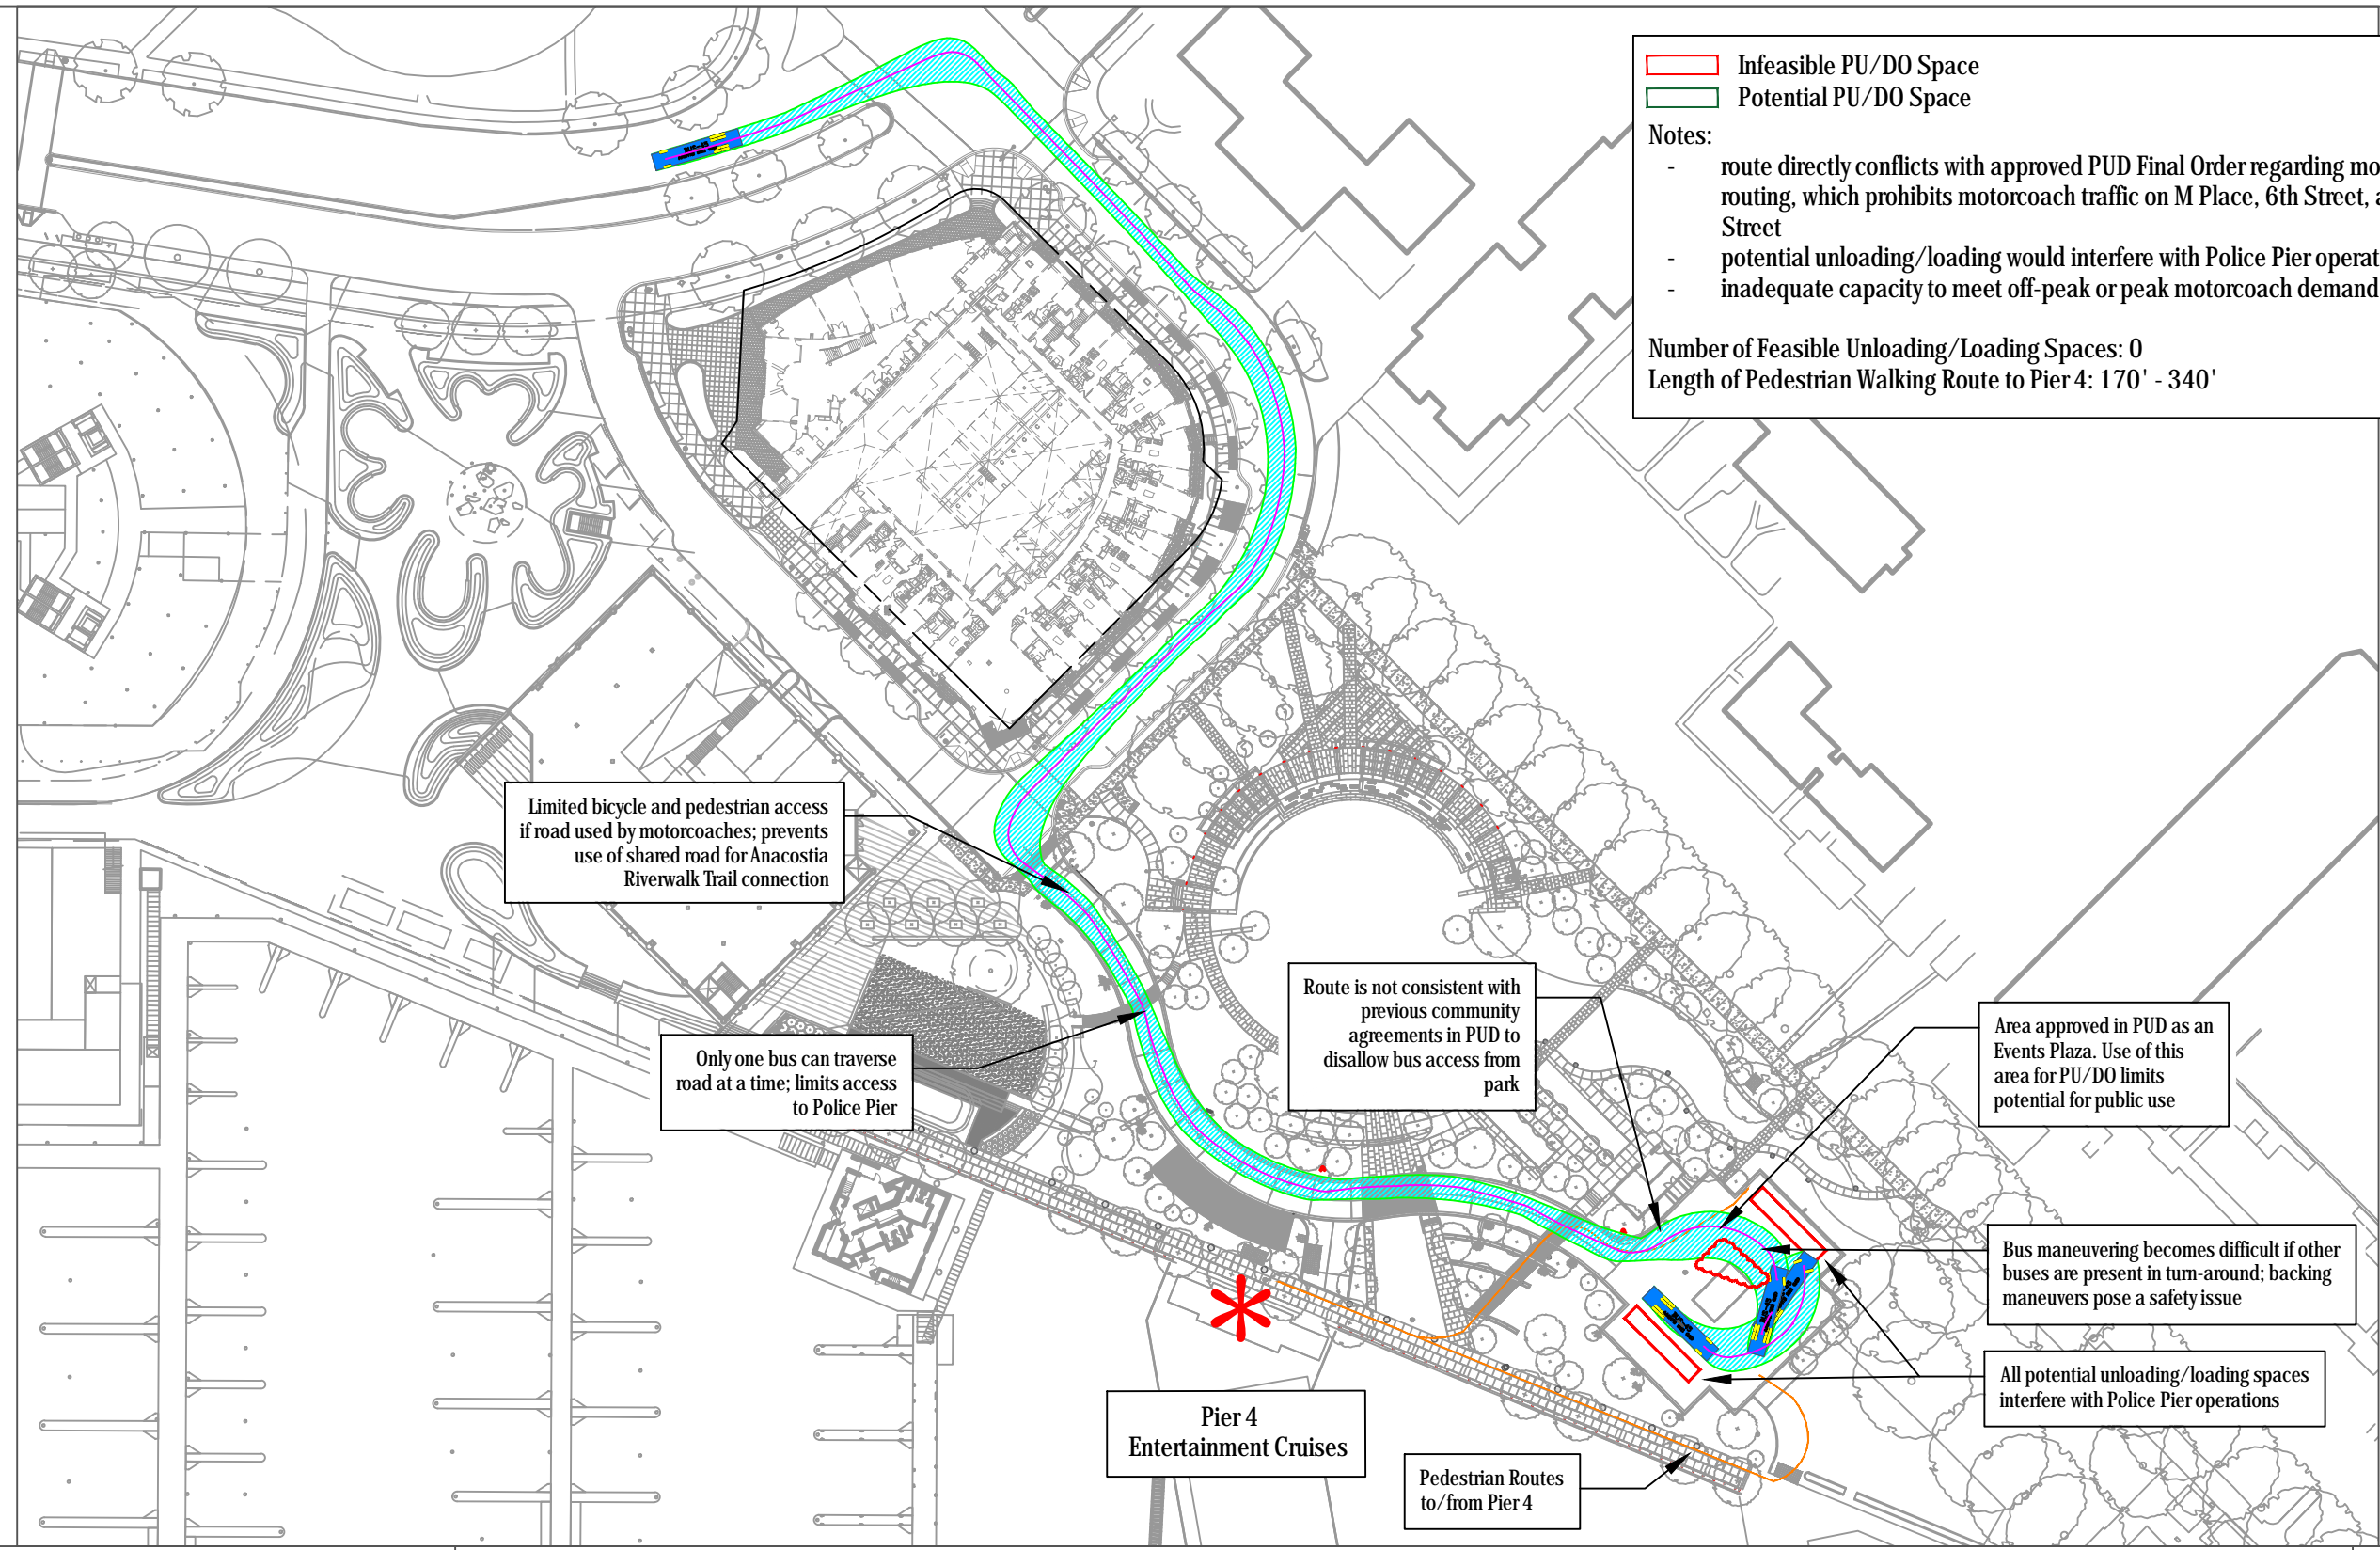 Infeasible PU/DO Space
Potential PU/DO Space
Notes:
- route directly conflicts with approved PUD Final Order regarding mo
routing, which prohibits motorcoach traffic on M Place, 6th Street, a
Street
- potential unloading/loading would interfere with Police Pier operat
- inadequate capacity to meet off-peak or peak motorcoach demand
Number of Feasible Unloading/Loading Spaces: 0
Length of Pedestrian Walking Route to Pier 4: 170' - 340'
Limited bicycle and pedestrian access
if road used by motorcoaches; prevents
use of shared road for Anacostia
Riverwalk Trail connection
Only one bus can traverse
road at a time; limits access
to Police Pier
Route is not consistent with
previous community
agreements in PUD to
disallow bus access from
park
Area approved in PUD as an
Events Plaza. Use of this
area for PU/DO limits
potential for public use
Bus maneuvering becomes difficult if other
buses are present in turn-around; backing
maneuvers pose a safety issue
All potential unloading/loading spaces
interfere with Police Pier operations
Pier 4
Entertainment Cruises
Pedestrian Routes
to/from Pier 4